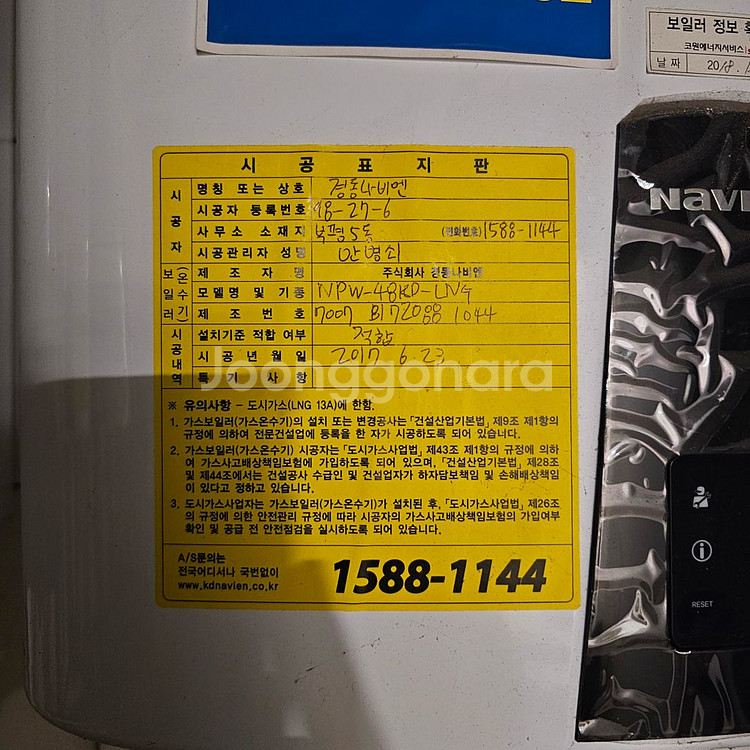 보일러 정보
코원에너지서비스
날 짜 2018.
시 공 표 지 판
시공자
명칭 또는 상호 경동나비엔
시공자 등록번호 98-27-6
사무소 소재지 북평5동 (전화번호) 1588-1144
시공관리자 성명
보일러(온수기)
제 조 자 명 주식회사 경동나비엔
모델명 및 기종 NPW-48KD-LNG
제 조 번 호 7007 B1720 1044
시공내역
설치기준 적합 여부 적합
시 공 년 월 일 2017. 6. 23
특 기 사 항
Joonggonara
NAVI
※ 유의사항 - 도시가스(LNG 13A)에 한함.
1. 가스보일러(가스온수기)의 설치 또는 변경공사는 「건설산업기본법」 제9조 제1항의
규정에 의하여 전문건설업에 등록을 한 자가 시공하도록 되어 있습니다.
2. 가스보일러(가스온수기) 시공자는 「도시가스사업법」 제43조 제1항의 규정에 의하
여 가스사고배상책임보험에 가입하도록 되어 있으며, 「건설산업기본법」 제28조
및 제44조에서는 건설공사 수급인 및 건설업자가 하자담보책임 및 손해배상책임
이 있다고 정하고 있습니다.
3. 도시가스사업자는 가스보일러(가스온수기)가 설치된 후, 「도시가스사업법」 제26조
의 규정에 의한 안전관리 규정에 따라 시공자의 가스사고배상책임보험의 가입여부
확인 및 공급 전 안전점검을 실시하도록 되어 있습니다.
A/S문의는
전국어디서나 국번없이
www.kdnavien.co.kr
1588-1144
RESET